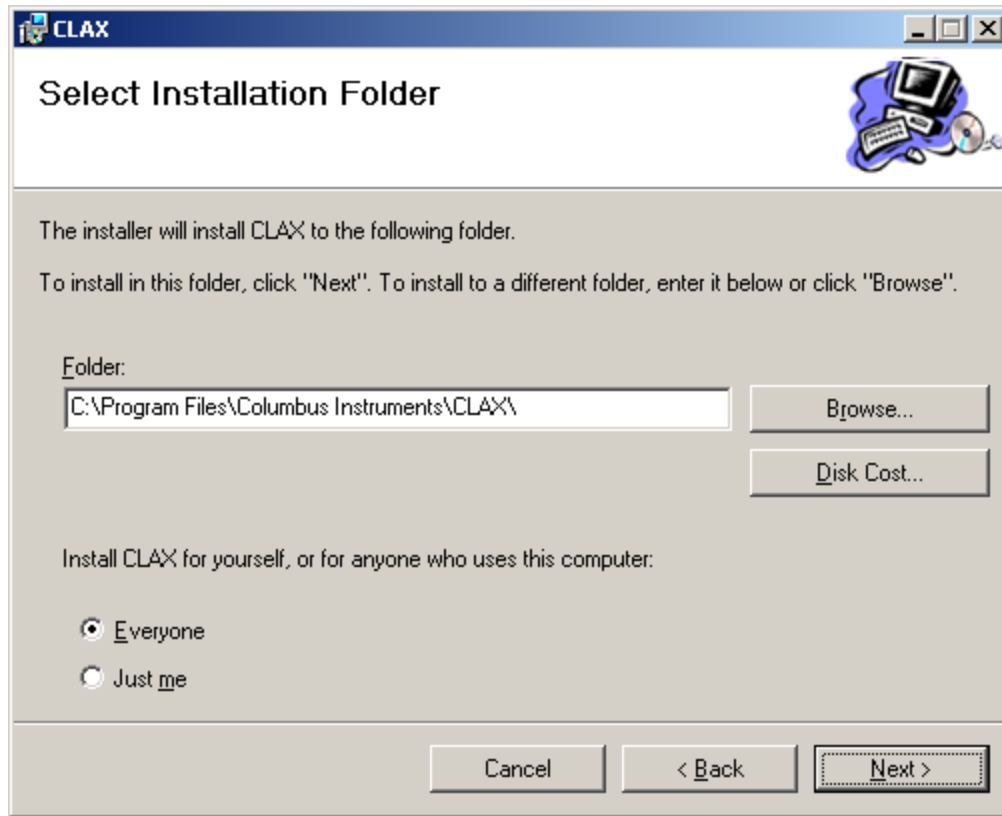 CLAX
Select Installation Folder
The installer will install CLAX to the following folder.
To install in this folder, click "Next". To install to a different folder, enter it below or click "Browse".
Folder:
C:\Program Files\Columbus Instruments\CLAX\
Browse...
Disk Cost...
Install CLAX for yourself, or for anyone who uses this computer:
Everyone
Just me
Cancel
< Back
Next >